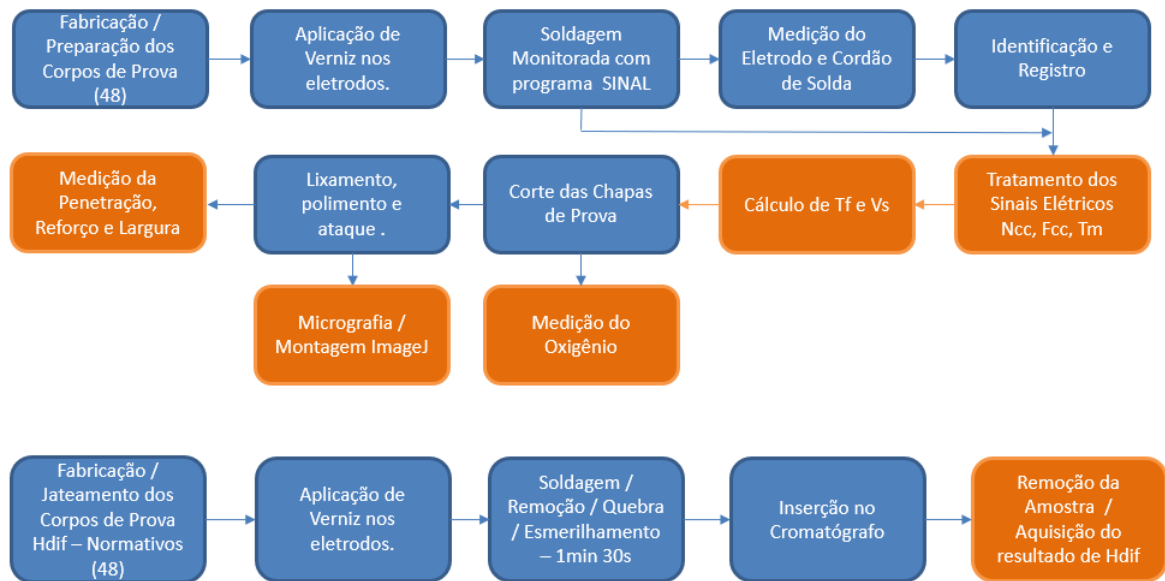 Fabricação /
Preparação dos
Corpos de Prova
(48)
Aplicação de
Verniz nos
eletrodos.
Soldagem
Monitorada com
programa  SINAL
Medição do
Eletrodo e Cordão
de Solda
Identificação e
Registro
Medição da
Penetração,
Reforço e Largura
Lixamento,
polimento e
ataque .
Corte das Chapas
de Prova
Cálculo de Tf e Vs
Tratamento dos
Sinais Elétricos
Ncc, Fcc, Tm
Micrografia /
Montagem ImageJ
Medição do
Oxigênio
Fabricação /
Jateamento dos
Corpos de Prova
Hdif – Normativos
(48)
Aplicação de
Verniz nos
eletrodos.
Soldagem /
Remoção / Quebra
/ Esmerilhamento
– 1min 30s
Inserção no
Cromatógrafo
Remoção da
Amostra  /
Aquisição do
resultado de Hdif